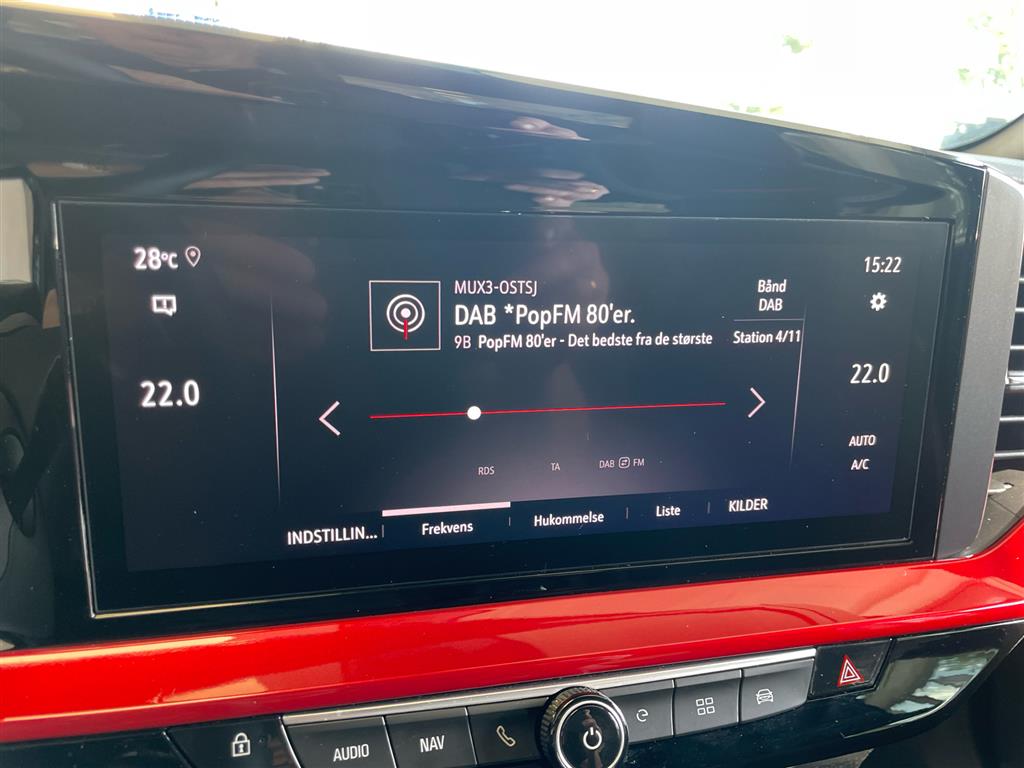 28°C
15:22
MUX3-OSTSJ
Bånd
DAB
DAB *PopFM 80'er.
9B PopFM 80'er - Det bedste fra de største
Station 4/11
22.0
22.0
AUTO
A/C
RDS
TA
DAB FM
INDSTILLIN...
Frekvens
Hukommelse
Liste
KILDER
AUDIO
NAV